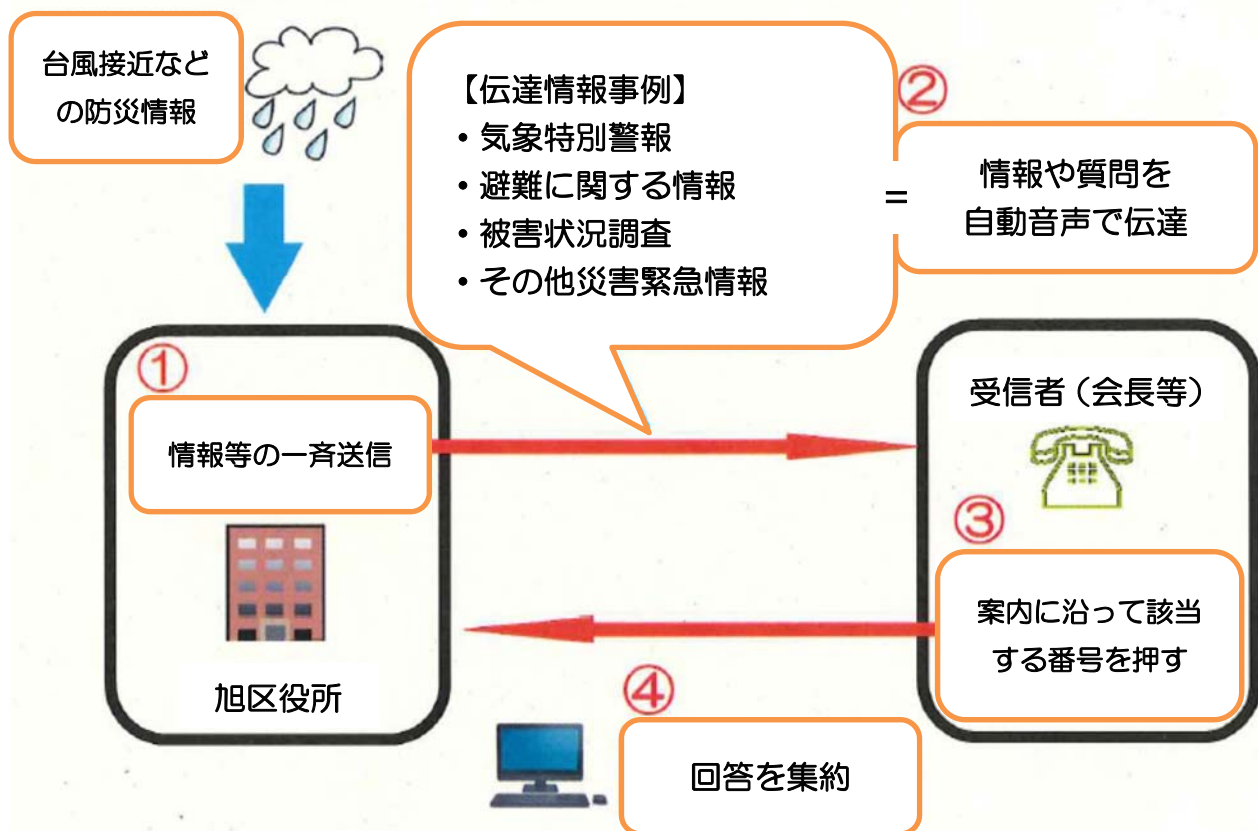 台風接近など
の防災情報
【伝達情報事例】
・気象特別警報
・避難に関する情報
・被害状況調査
・その他災害緊急情報
=
②
情報や質問を
自動音声で伝達
①
情報等の一斉送信
旭区役所
受信者（会長等）
③
案内に沿って該当
する番号を押す
④
回答を集約